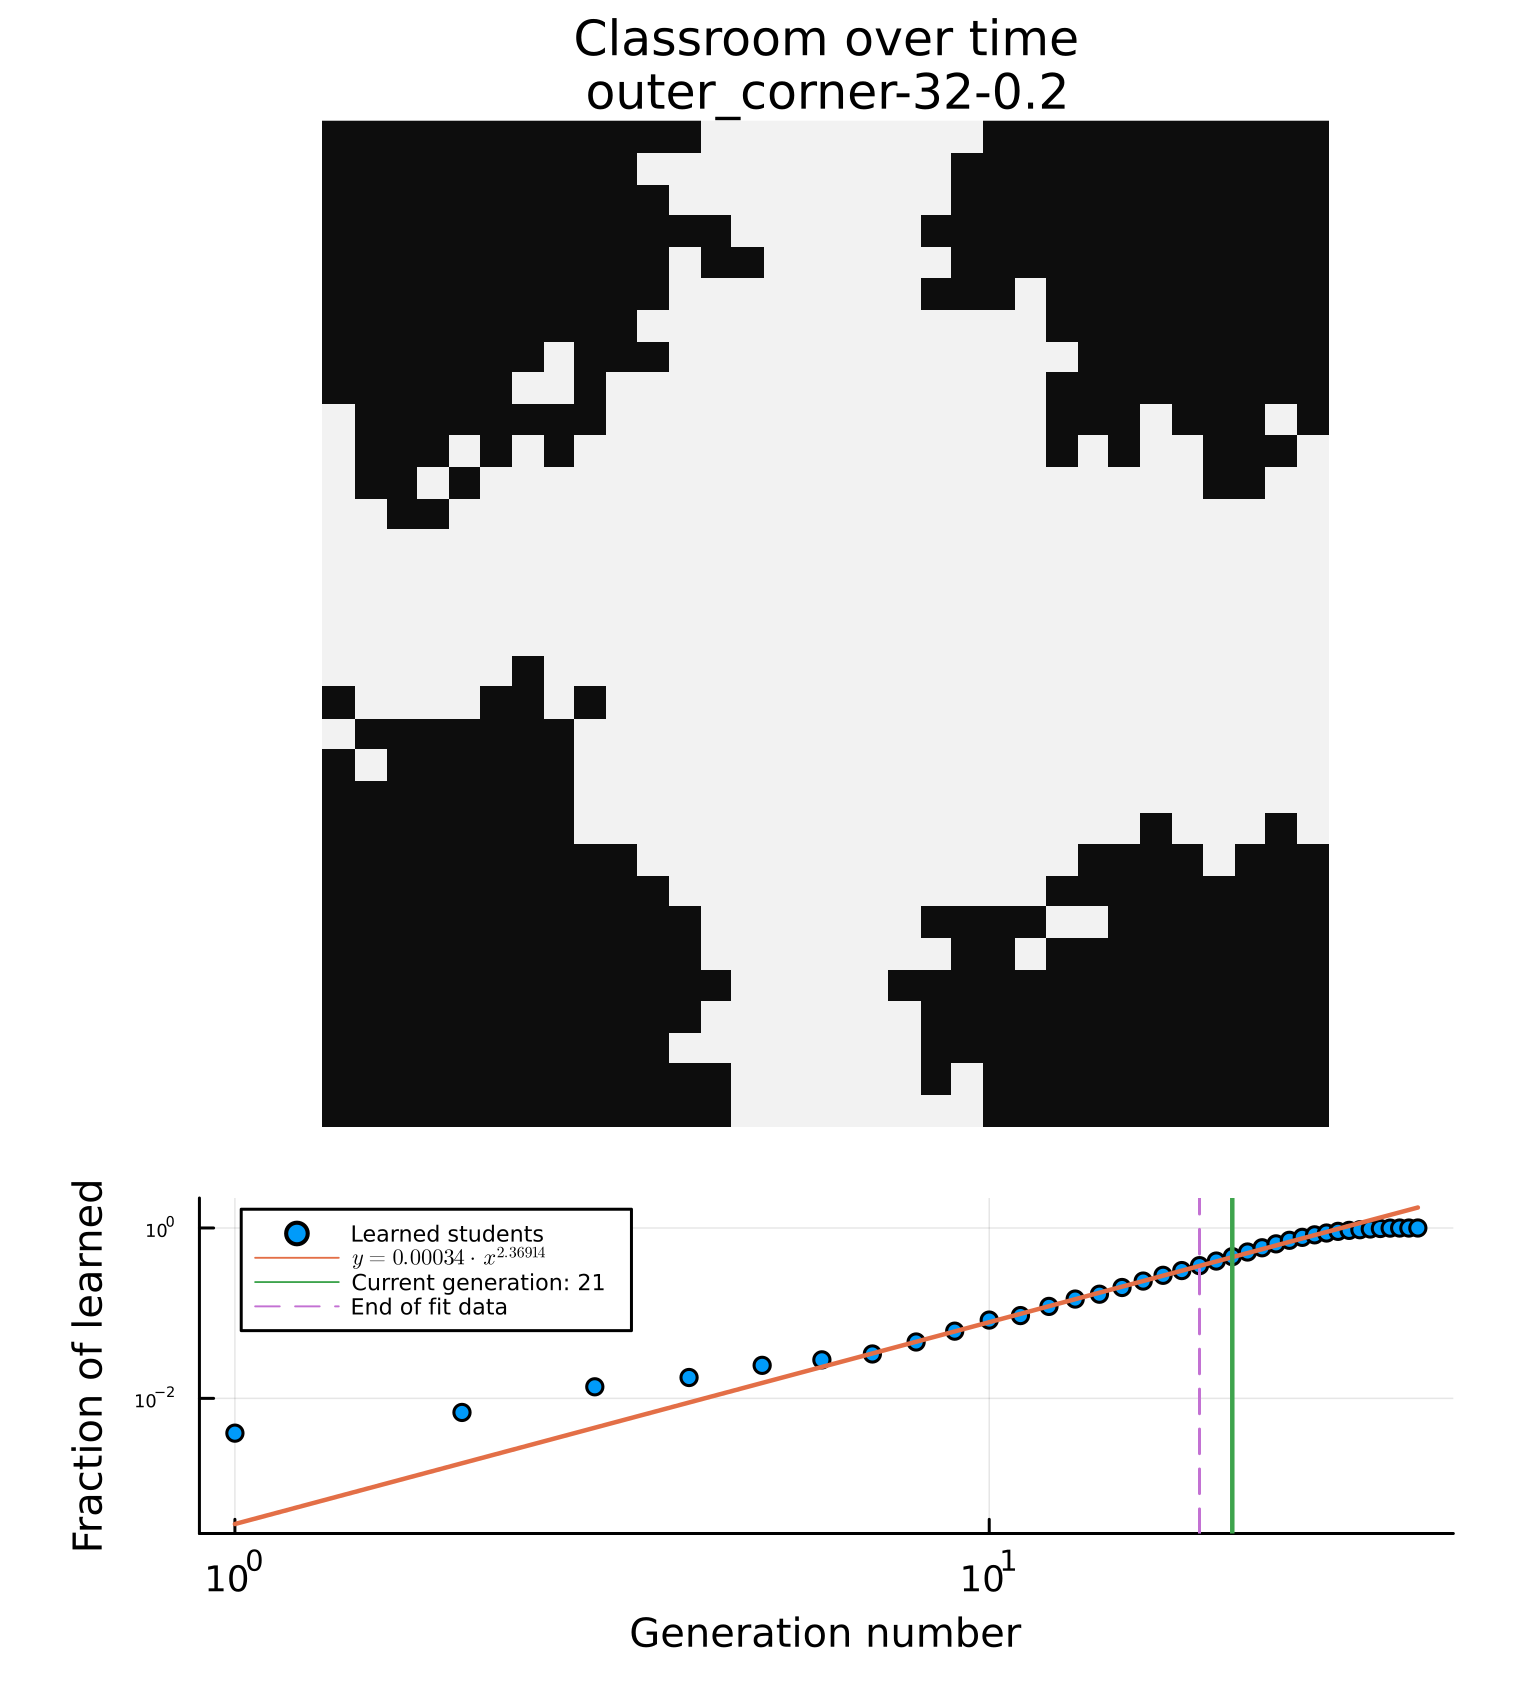 Classroom over time
outer_corner-32-0.2
Fraction of learned
10^0
10^-2
Learned students
y = 0.00034 · x^2.36914
Current generation: 21
End of fit data
10^0
10^1
Generation number